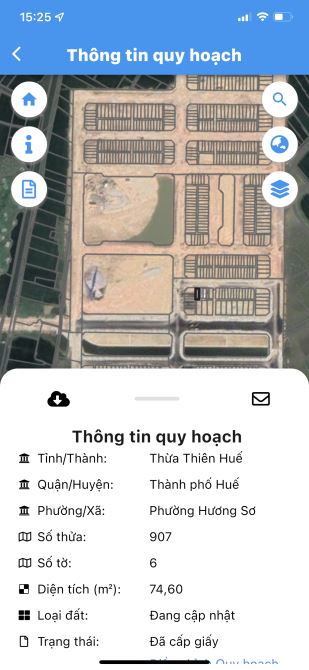 15:25
Thông tin quy hoạch
Thông tin quy hoạch
Tỉnh/Thành: Thừa Thiên Huế
Quận/Huyện: Thành phố Huế
Phường/Xã: Phường Hương Sơ
Số thửa: 907
Số tờ: 6
Diện tích (m²): 74,60
Loại đất: Đang cập nhật
Trạng thái: Đã cấp giấy
Quy hoạch